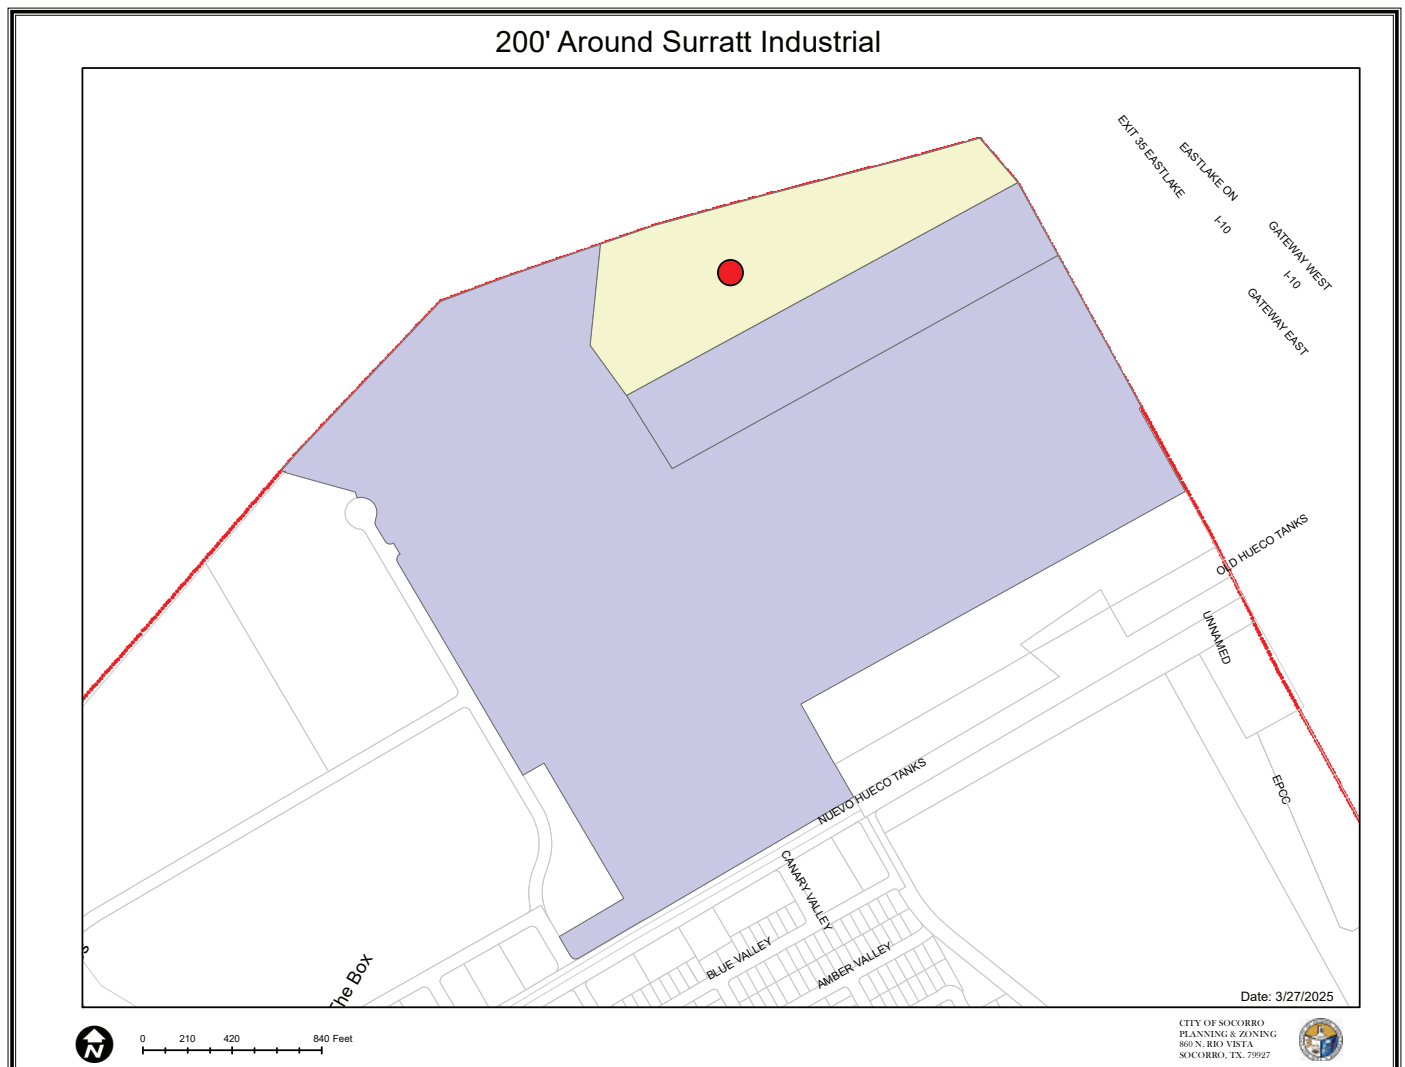 200' Around Surratt Industrial
EXIT 35 EASTLAKE
EASTLAKE ON
I-10
GATEWAY WEST
I-10
GATEWAY EAST
OLD HUECO TANKS
UNNAMED
EPCC
NUEVO HUECO TANKS
CANARY VALLEY
BLUE VALLEY
AMBER VALLEY
The Box
Date: 3/27/2025
N
0 210 420 840 Feet
CITY OF SOCORRO
PLANNING & ZONING
860 N. RIO VISTA
SOCORRO, TX. 79927